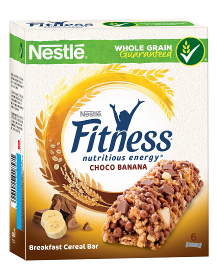 Nestlé
WHOLE GRAIN
Guaranteed
Nestlé
Fitness
nutritious energy®
CHOCO BANANA
Breakfast Cereal Bar
6